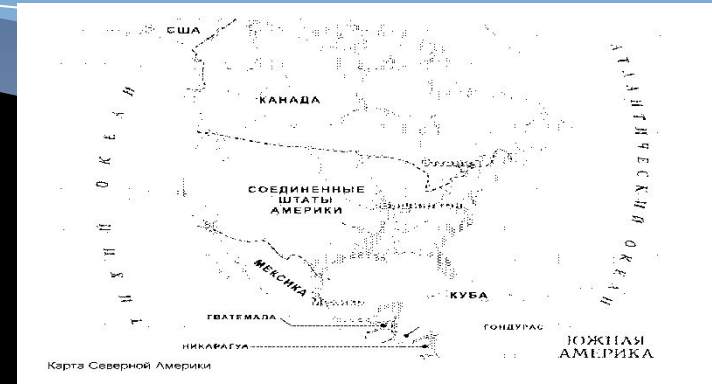 США
КАНАДА
АТЛАНТИЧЕСКИЙ ОКЕАН
ТИХИЙ ОКЕАН
СОЕДИНЕННЫЕ
ШТАТЫ
АМЕРИКИ
МЕКСИКА
КУБА
ГВАТЕМАЛА
ГОНДУРАС
НИКАРАГУА
ЮЖНАЯ
АМЕРИКА
Карта Северной Америки